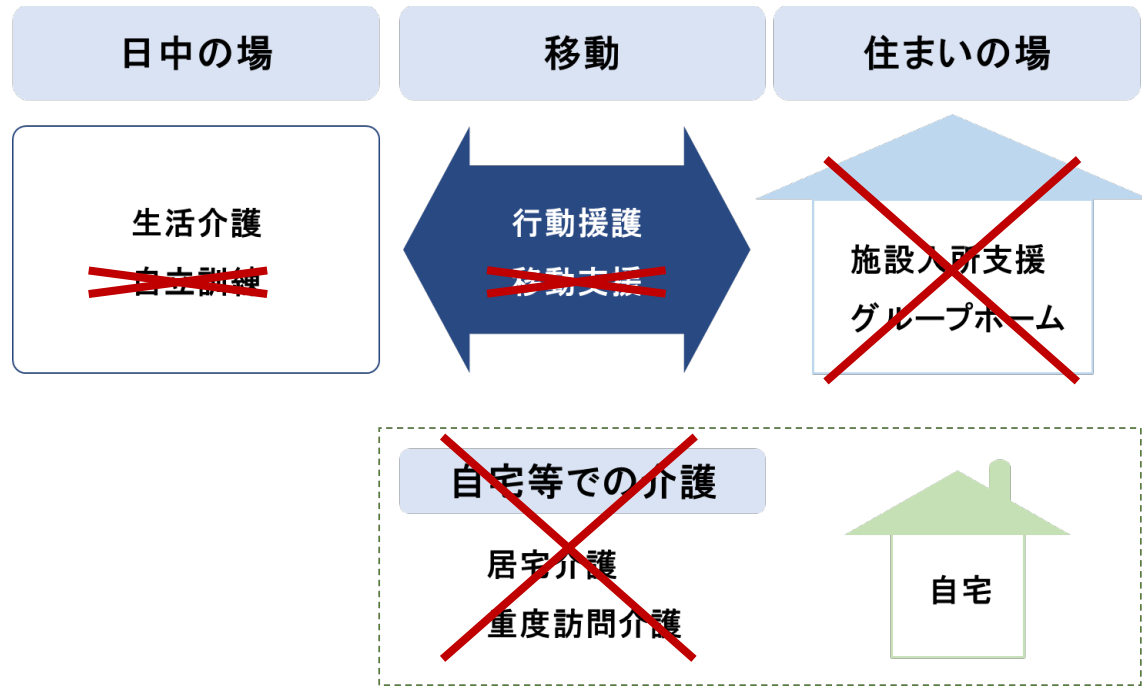 日中の場
移動
住まいの場
生活介護
自立訓練
行動援護
移動支援
施設入所支援
グループホーム
自宅等での介護
居宅介護
重度訪問介護
自宅